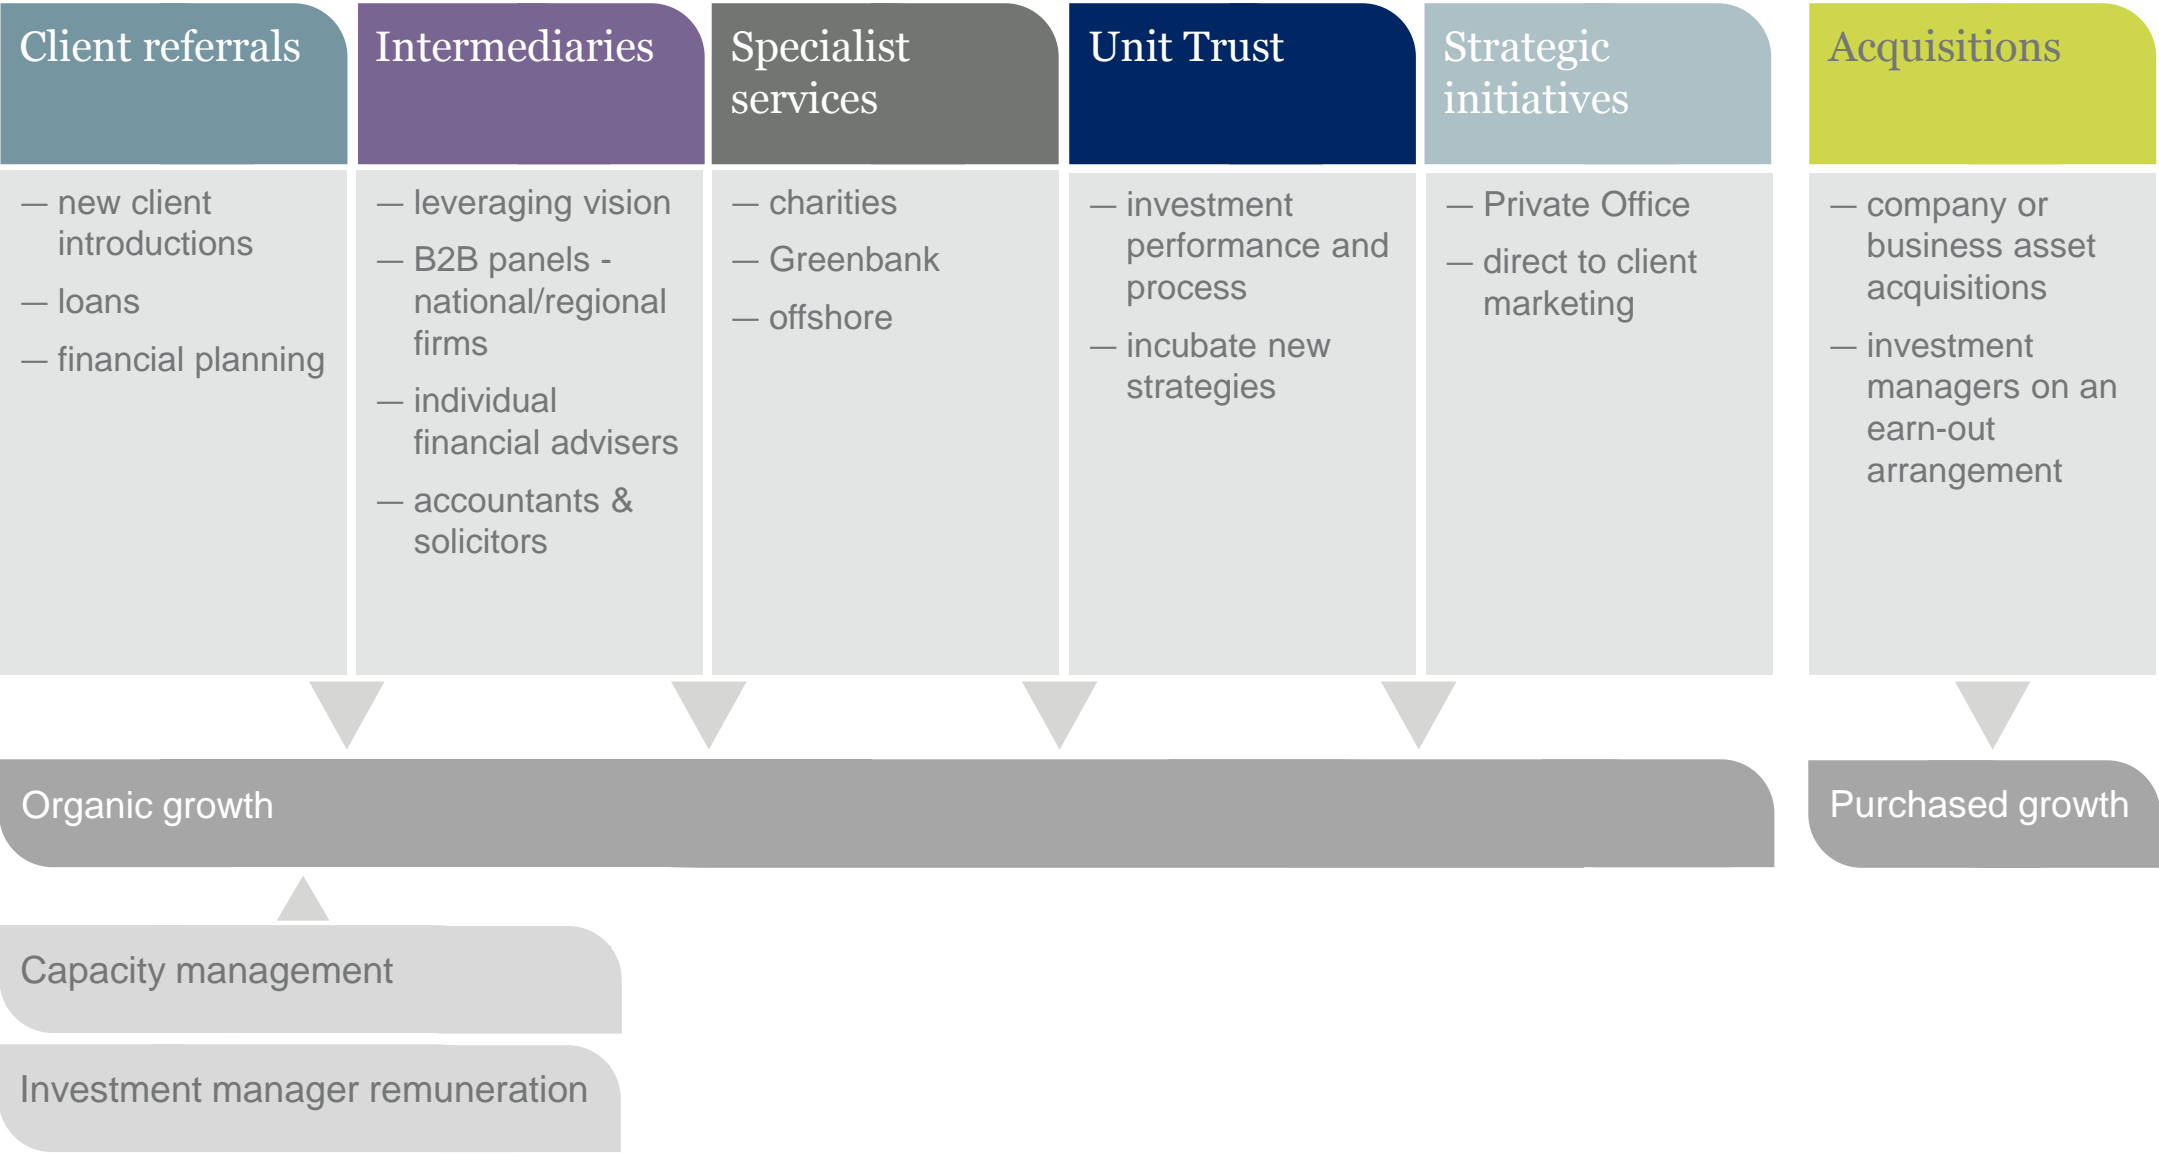 Client referrals
— new client
introductions
— loans
— financial planning
Intermediaries
— leveraging vision
— B2B panels -
national/regional
firms
— individual
financial advisers
— accountants &
solicitors
Specialist
services
— charities
— Greenbank
— offshore
Unit Trust
— investment
performance and
process
— incubate new
strategies
Strategic
initiatives
— Private Office
— direct to client
marketing
Acquisitions
— company or
business asset
acquisitions
— investment
managers on an
earn-out
arrangement
Organic growth
Purchased growth
Capacity management
Investment manager remuneration